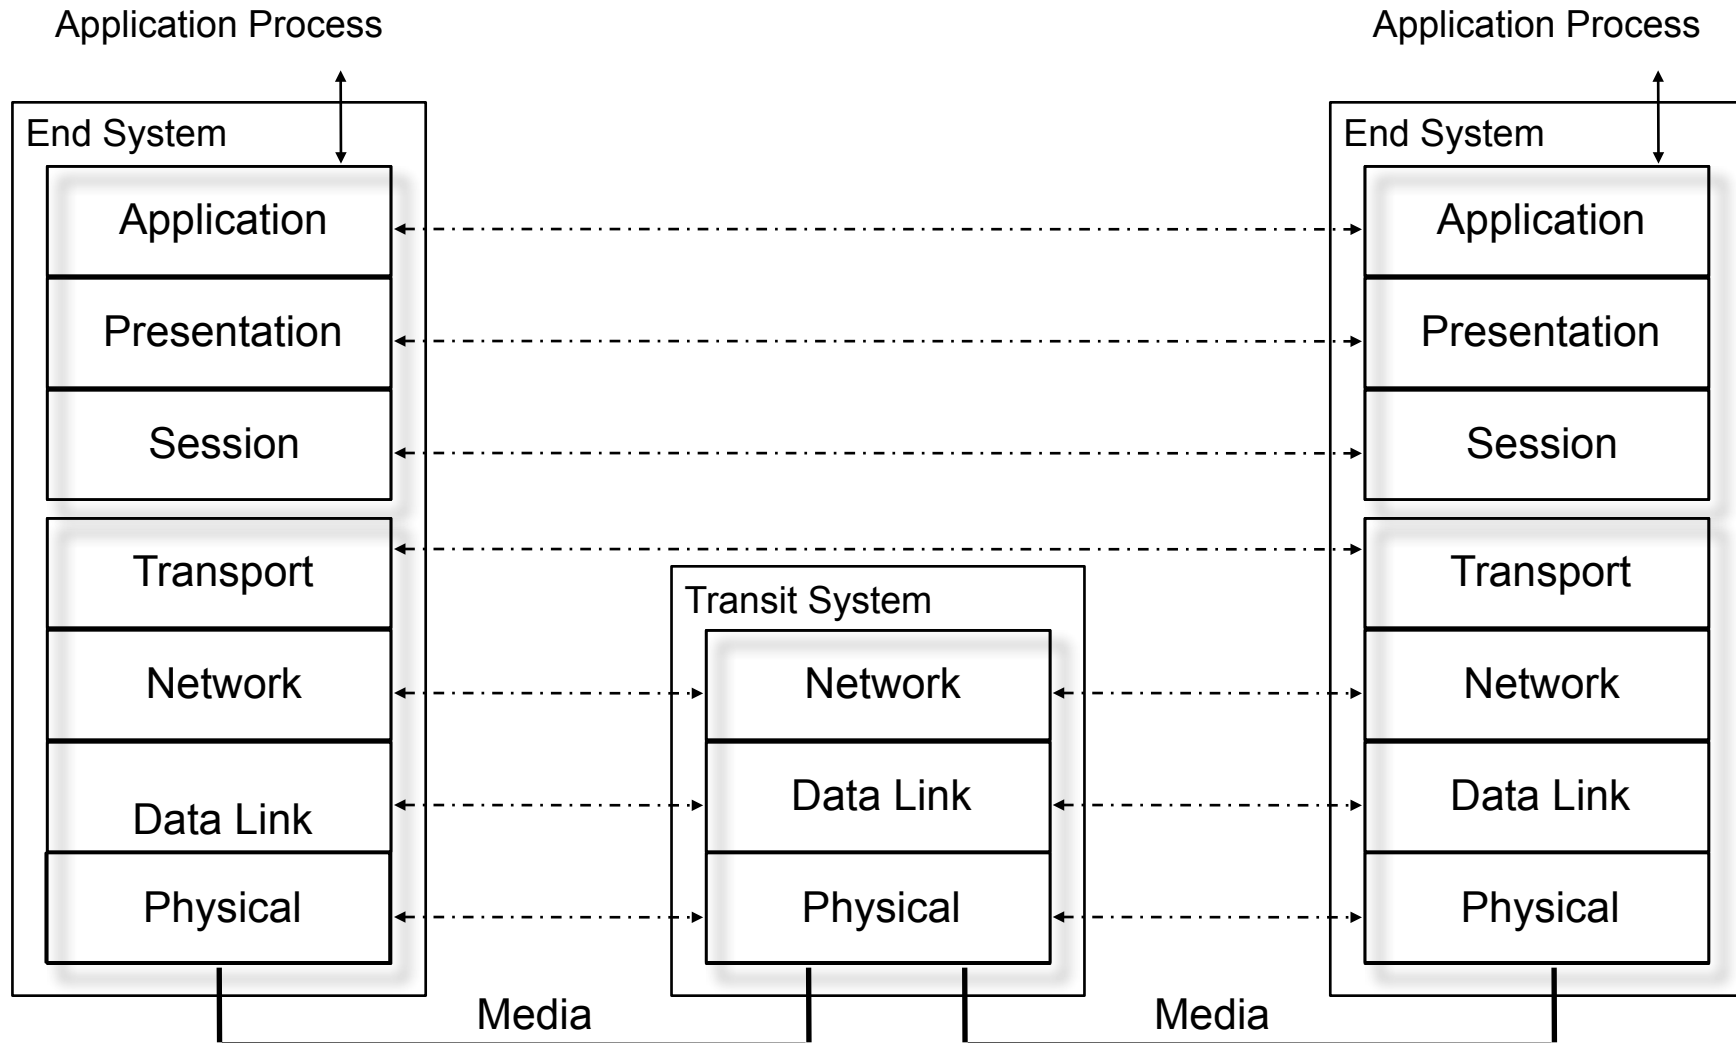 Application Process
Application Process
End System
Application
Presentation
Session
Transport
Network
Data Link
Physical
Transit System
Network
Data Link
Physical
End System
Application
Presentation
Session
Transport
Network
Data Link
Physical
Media
Media